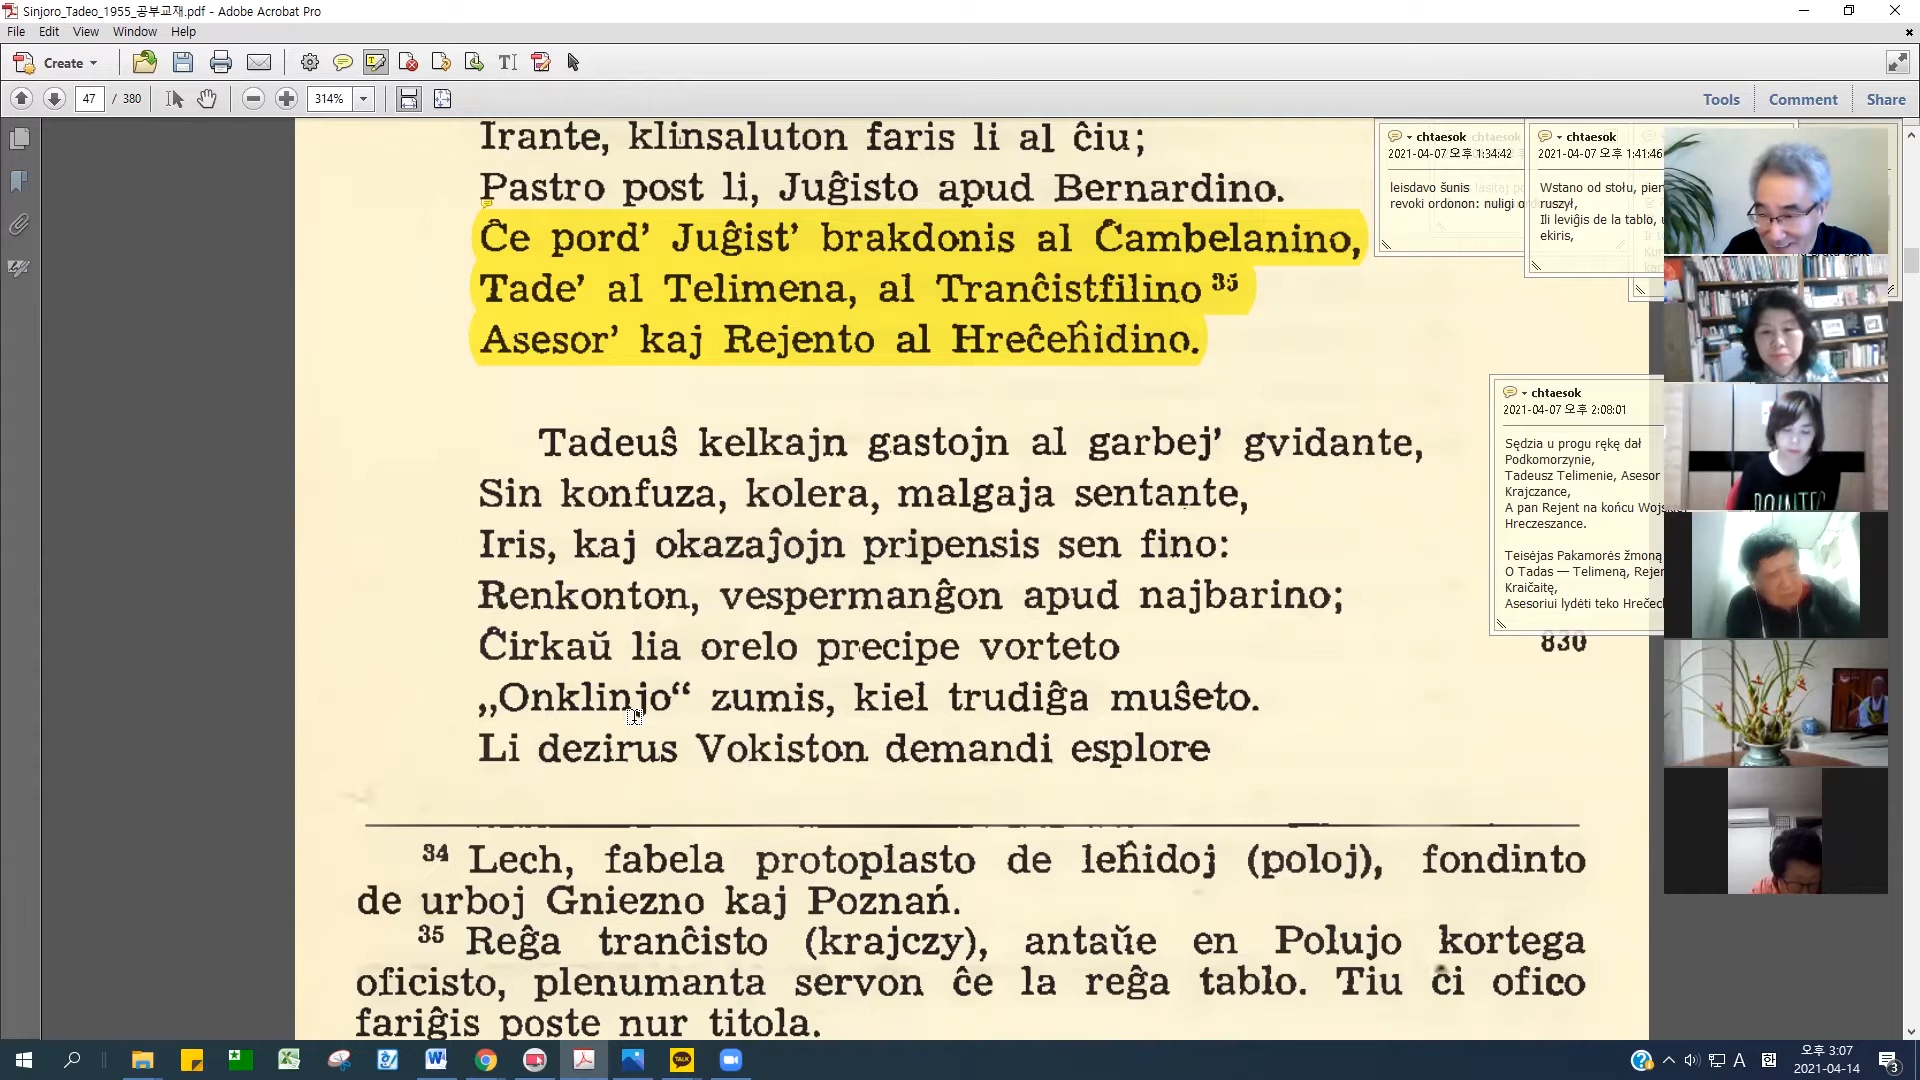 Sinjoro_Tadeo_1955_공부교재.pdf - Adobe Acrobat Pro
File Edit View Window Help
Create
47 / 380 314% Tools Comment Share
Irante, klinsaluton faris li al ĉiu;
Pastro post li, Juĝisto apud Bernardino.
Ĉe pord’ Juĝist’ brakdonis al Ĉambelanino,
Tade’ al Telimena, al Tranĉistfilino ³⁵
Asesor’ kaj Rejento al Hreĉeĥidino.
Tadeuŝ kelkajn gastojn al garbej’ gvidante,
Sin konfuza, kolera, malgaja sentante,
Iris, kaj okazaĵojn pripensis sen fino:
Renkonton, vespermanĝon apud najbarino;
Ĉirkaŭ lia orelo precipe vorteto
830
„Onklinjo“ zumis, kiel trudiĝa muŝeto.
Li dezirus Vokiston demandi esplore
³⁴ Lech, fabela protoplasto de leĥidoj (poloj), fondinto
de urboj Gniezno kaj Poznań.
³⁵ Reĝa tranĉisto (krajczy), antaŭe en Polujo kortega
oficisto, plenumanta servon ĉe la reĝa tablo. Tiu ĉi ofico
fariĝis poste nur titola.
chtaesok
2021-04-07 오후 1:34:42
leisdavo šunis
revoki ordonon: nuligi
chtaesok
2021-04-07 오후 1:41:46
Wstano od stołu, pier
ruszył,
Ili leviĝis de la tablo,
ekiris,
chtaesok
2021-04-07 오후 2:08:01
Sędzia u progu rękę dał
Podkomorzynie,
Tadeusz Telimenie, Asesor
Krajczance,
A pan Rejent na końcu
Hreczeszance.
Teisėjas Pakamorės žmoną
O Tadas — Telimeną,
Kraičaitę,
Asesoriui lydėti teko
TALK
A
오후 3:07
2021-04-14
3